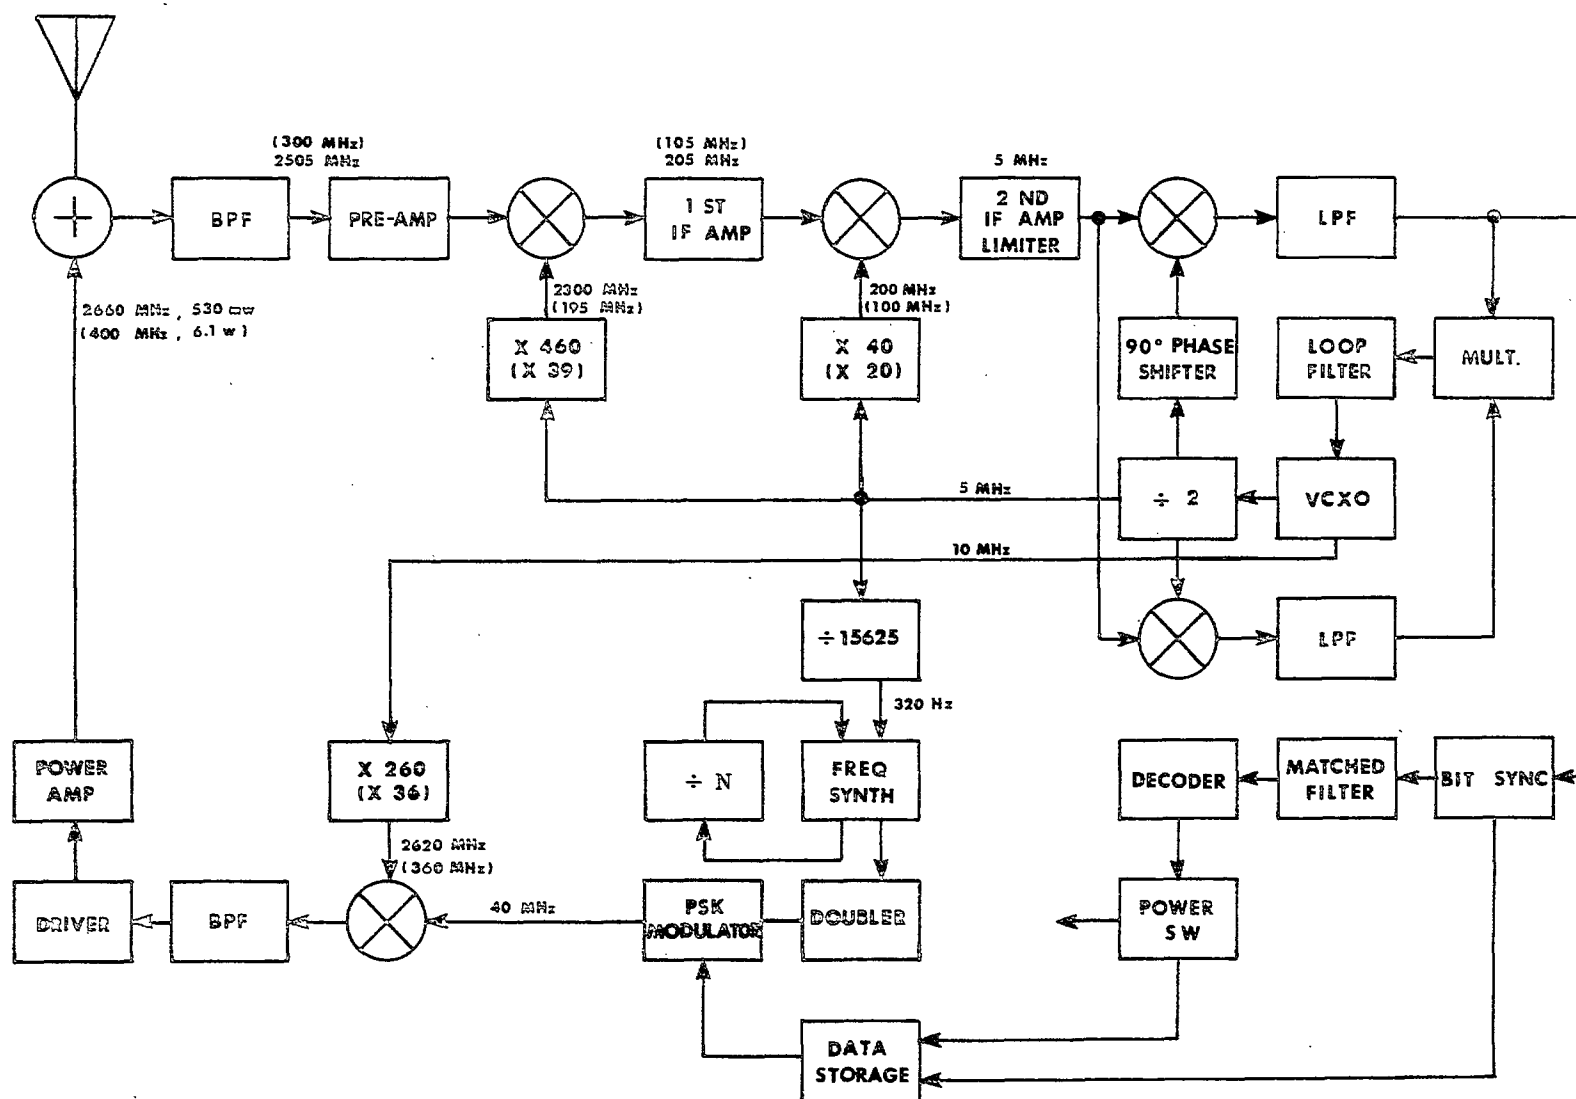 (300 MHz)
2505 MHz
(105 MHz)
205 MHz
5 MHz
BPF
PRE-AMP
1 ST
IF AMP
2 ND
IF AMP
LIMITER
LPF
2660 MHz, 530 mw
(400 MHz, 6.1 w)
2300 MHz
(195 MHz)
200 MHz
(100 MHz)
X 460
(X 39)
X 40
(X 20)
90° PHASE
SHIFTER
LOOP
FILTER
MULT.
5 MHz
÷ 2
VCXO
10 MHz
÷15625
LPF
320 Hz
POWER
AMP
X 260
(X 36)
÷ N
FREQ
SYNTH
DECODER
MATCHED
FILTER
BIT SYNC
2620 MHz
(360 MHz)
DRIVER
BPF
40 MHz
PSK
MODULATOR
DOUBLER
POWER
SW
DATA
STORAGE